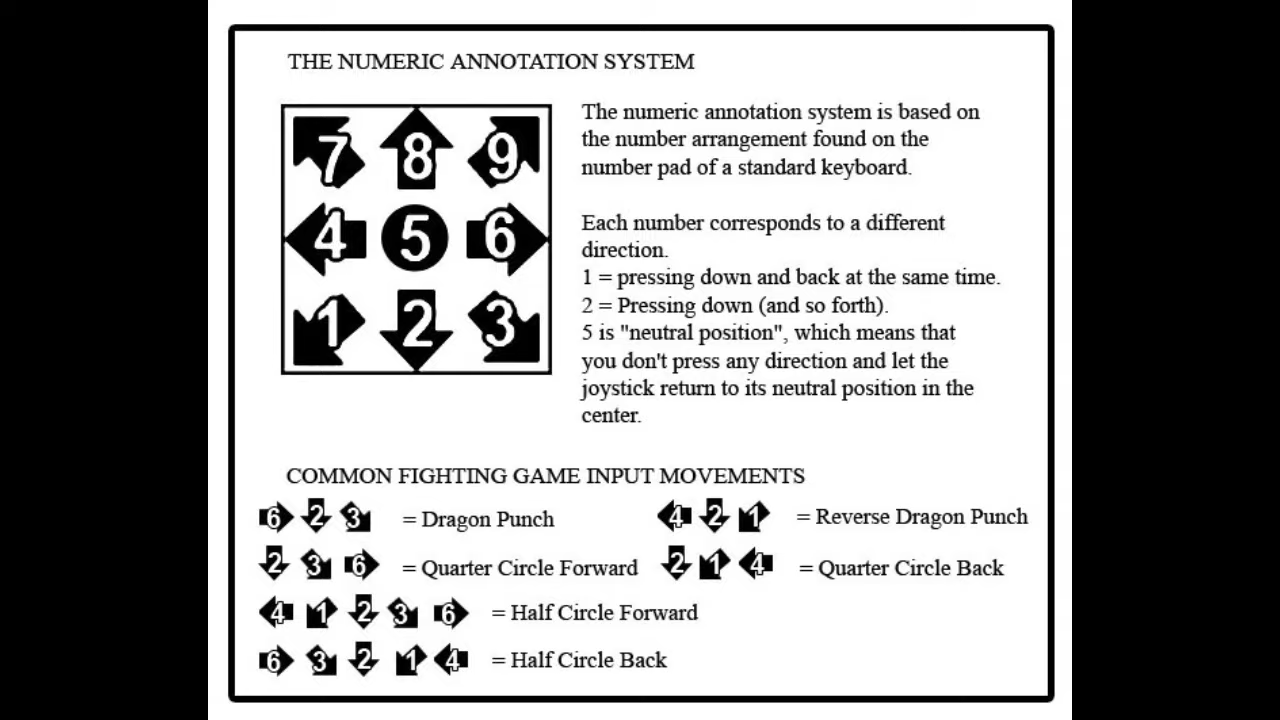 THE NUMERIC ANNOTATION SYSTEM
7 8 9
4 5 6
1 2 3
The numeric annotation system is based on
the number arrangement found on the
number pad of a standard keyboard.
Each number corresponds to a different
direction.
1 = pressing down and back at the same time.
2 = Pressing down (and so forth).
5 is "neutral position", which means that
you don't press any direction and let the
joystick return to its neutral position in the
center.
COMMON FIGHTING GAME INPUT MOVEMENTS
6 2 3 = Dragon Punch
4 2 1 = Reverse Dragon Punch
2 3 6 = Quarter Circle Forward
2 1 4 = Quarter Circle Back
4 1 2 3 6 = Half Circle Forward
6 3 2 1 4 = Half Circle Back